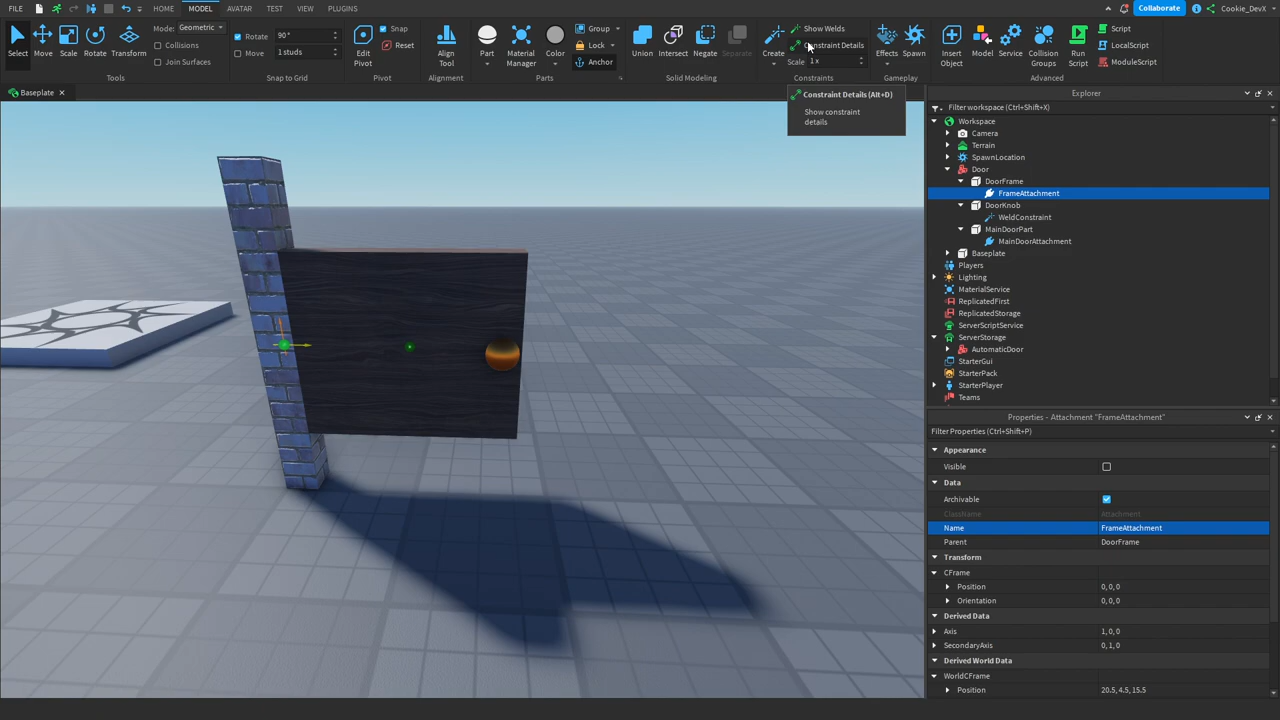 FILE
HOME
MODEL
AVATAR
TEST
VIEW
PLUGINS
Collaborate
Cookie_DevX
Select
Move
Scale
Rotate
Transform
Mode:
Geometric
Collisions
Join Surfaces
Tools
Rotate
90°
Move
1 studs
Snap to Grid
Edit
Pivot
Snap
Reset
Pivot
Align
Tool
Alignment
Part
Material
Manager
Color
Group
Lock
Anchor
Parts
Union
Intersect
Negate
Separate
Solid Modeling
Create
Show Welds
Constraint Details
Scale
1 x
Constraints
Effects
Spawn
Gameplay
Insert
Object
Model
Service
Collision
Groups
Run
Script
Script
LocalScript
ModuleScript
Advanced
Baseplate
Constraint Details (Alt+D)
Show constraint
details
Explorer
Filter workspace (Ctrl+Shift+X)
Workspace
Camera
Terrain
SpawnLocation
Door
DoorFrame
FrameAttachment
DoorKnob
WeldConstraint
MainDoorPart
MainDoorAttachment
Baseplate
Players
Lighting
MaterialService
ReplicatedFirst
ReplicatedStorage
ServerScriptService
ServerStorage
AutomaticDoor
StarterGui
StarterPack
StarterPlayer
Teams
Properties - Attachment "FrameAttachment"
Filter Properties (Ctrl+Shift+P)
Appearance
Visible
Data
Archivable
ClassName Attachment
Name FrameAttachment
Parent DoorFrame
Transform
CFrame
Position 0, 0, 0
Orientation 0, 0, 0
Derived Data
Axis 1, 0, 0
SecondaryAxis 0, 1, 0
Derived World Data
WorldCFrame
Position 20.5, 4.5, 15.5